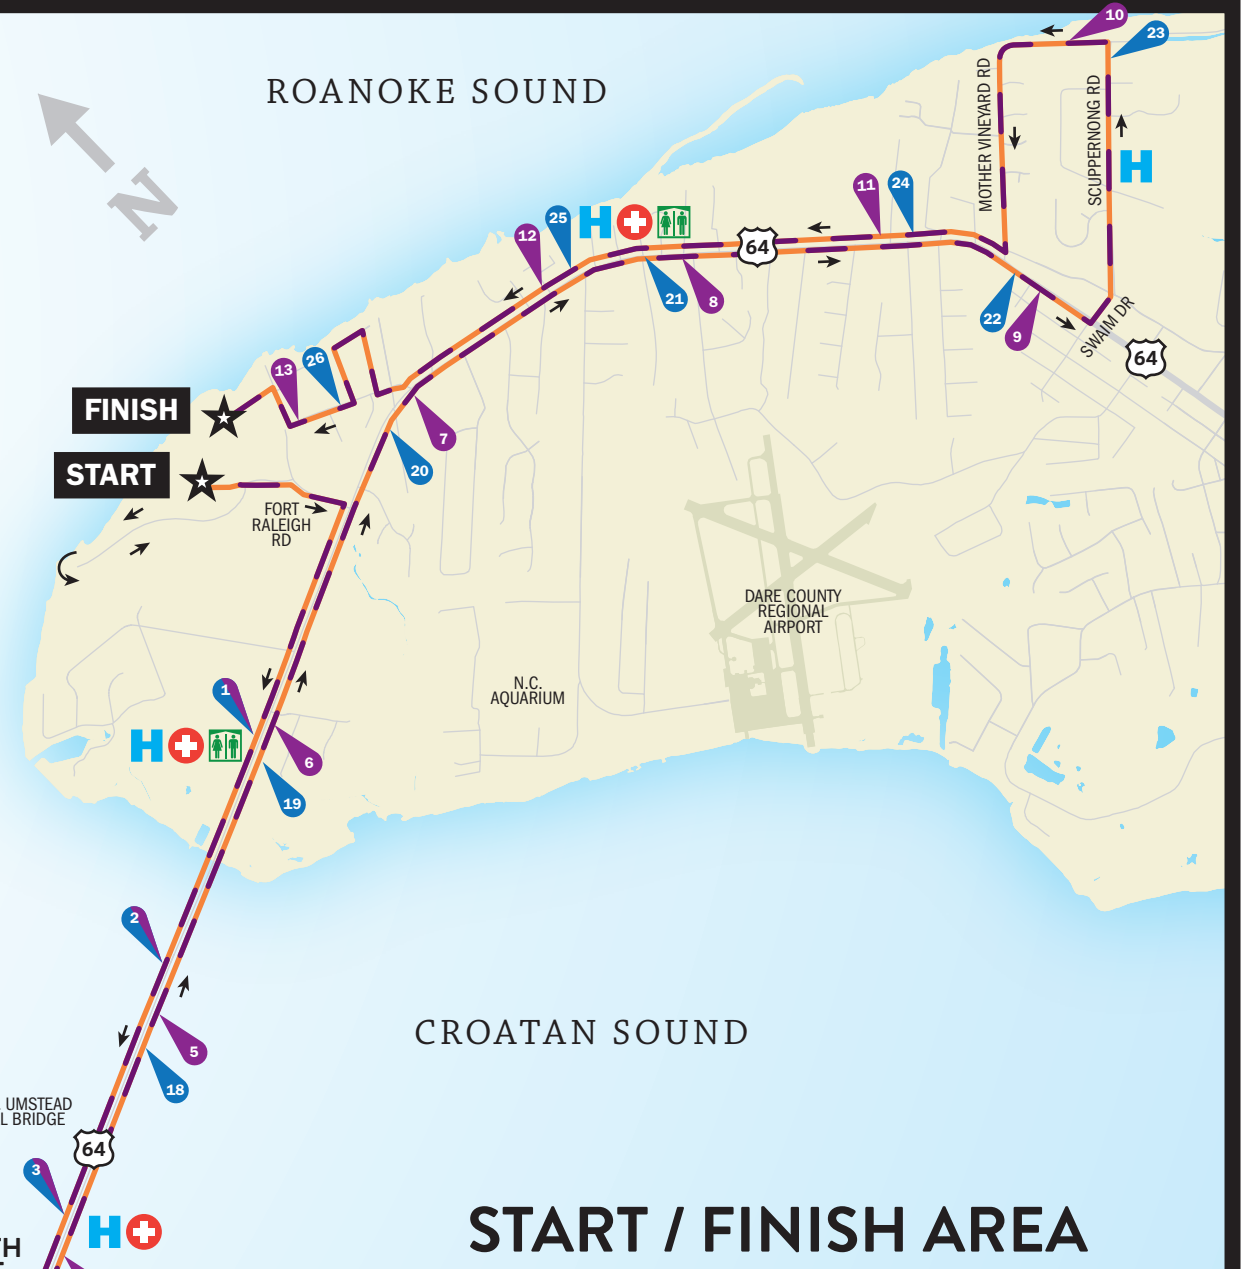 10
23
ROANOKE SOUND
MOTHER VINEYARD RD
SCUPPERNONG RD
N
H
11
24
25
12
H
64
21
8
22
9
SWAIM DR
64
13
26
FINISH
7
20
START
FORT
RALEIGH
RD
DARE COUNTY
REGIONAL
AIRPORT
N.C.
AQUARIUM
1
H
6
19
2
CROATAN SOUND
5
18
UMSTEAD
L BRIDGE
64
3
H
START / FINISH AREA
TH